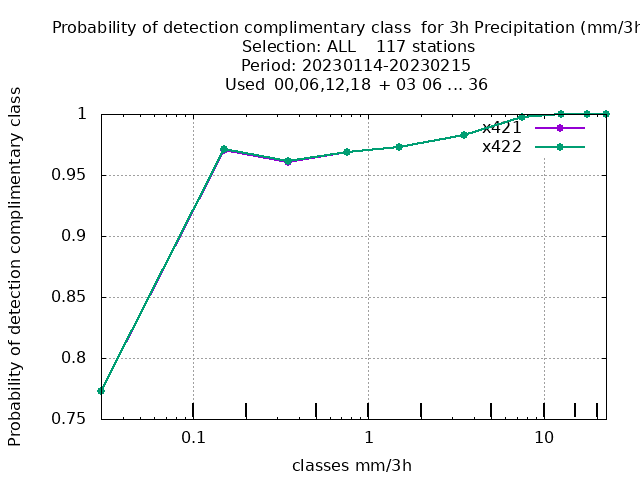 Probability of detection complimentary class for 3h Precipitation (mm/3h
Selection: ALL 117 stations
Period: 20230114-20230215
Used 00,06,12,18 + 03 06 ... 36
Probability of detection complimentary class
1
0.95
0.9
0.85
0.8
0.75
x421
x422
0.1
1
10
classes mm/3h